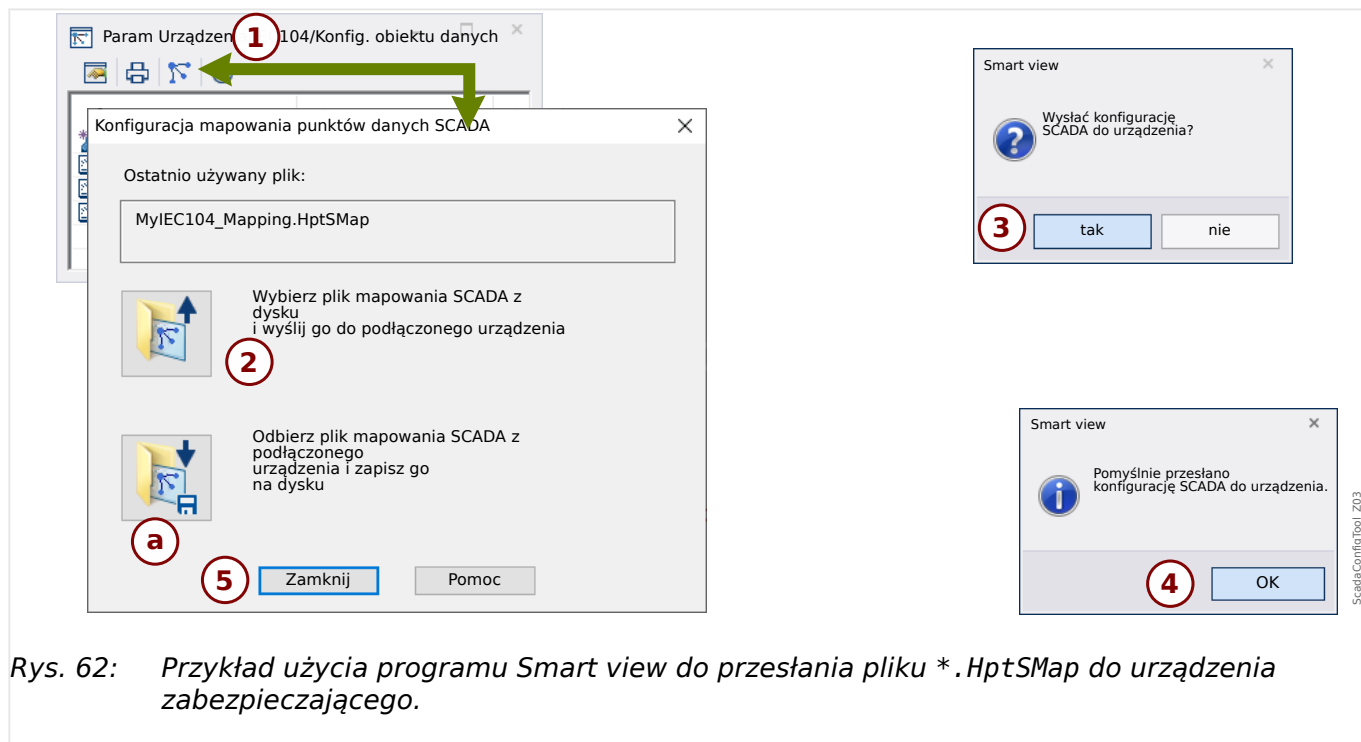 Param Urządzen
1
104/Konfig. obiektu danych
Konfiguracja mapowania punktów danych SCADA
Ostatnio używany plik:
MyIEC104_Mapping.HptSMap
Wybierz plik mapowania SCADA z
dysku
i wyślij go do podłączonego urządzenia
2
Odbierz plik mapowania SCADA z
podłączonego
urządzenia i zapisz go
na dysku
a
5
Zamknij
Pomoc
Smart view
Wysłać konfigurację
SCADA do urządzenia?
3
tak
nie
Smart view
Pomyślnie przesłano
konfigurację SCADA do urządzenia.
4
OK
ScadaConfigTool_Z03
Rys. 62: Przykład użycia programu Smart view do przesłania pliku *.HptSMap do urządzenia
zabezpieczającego.